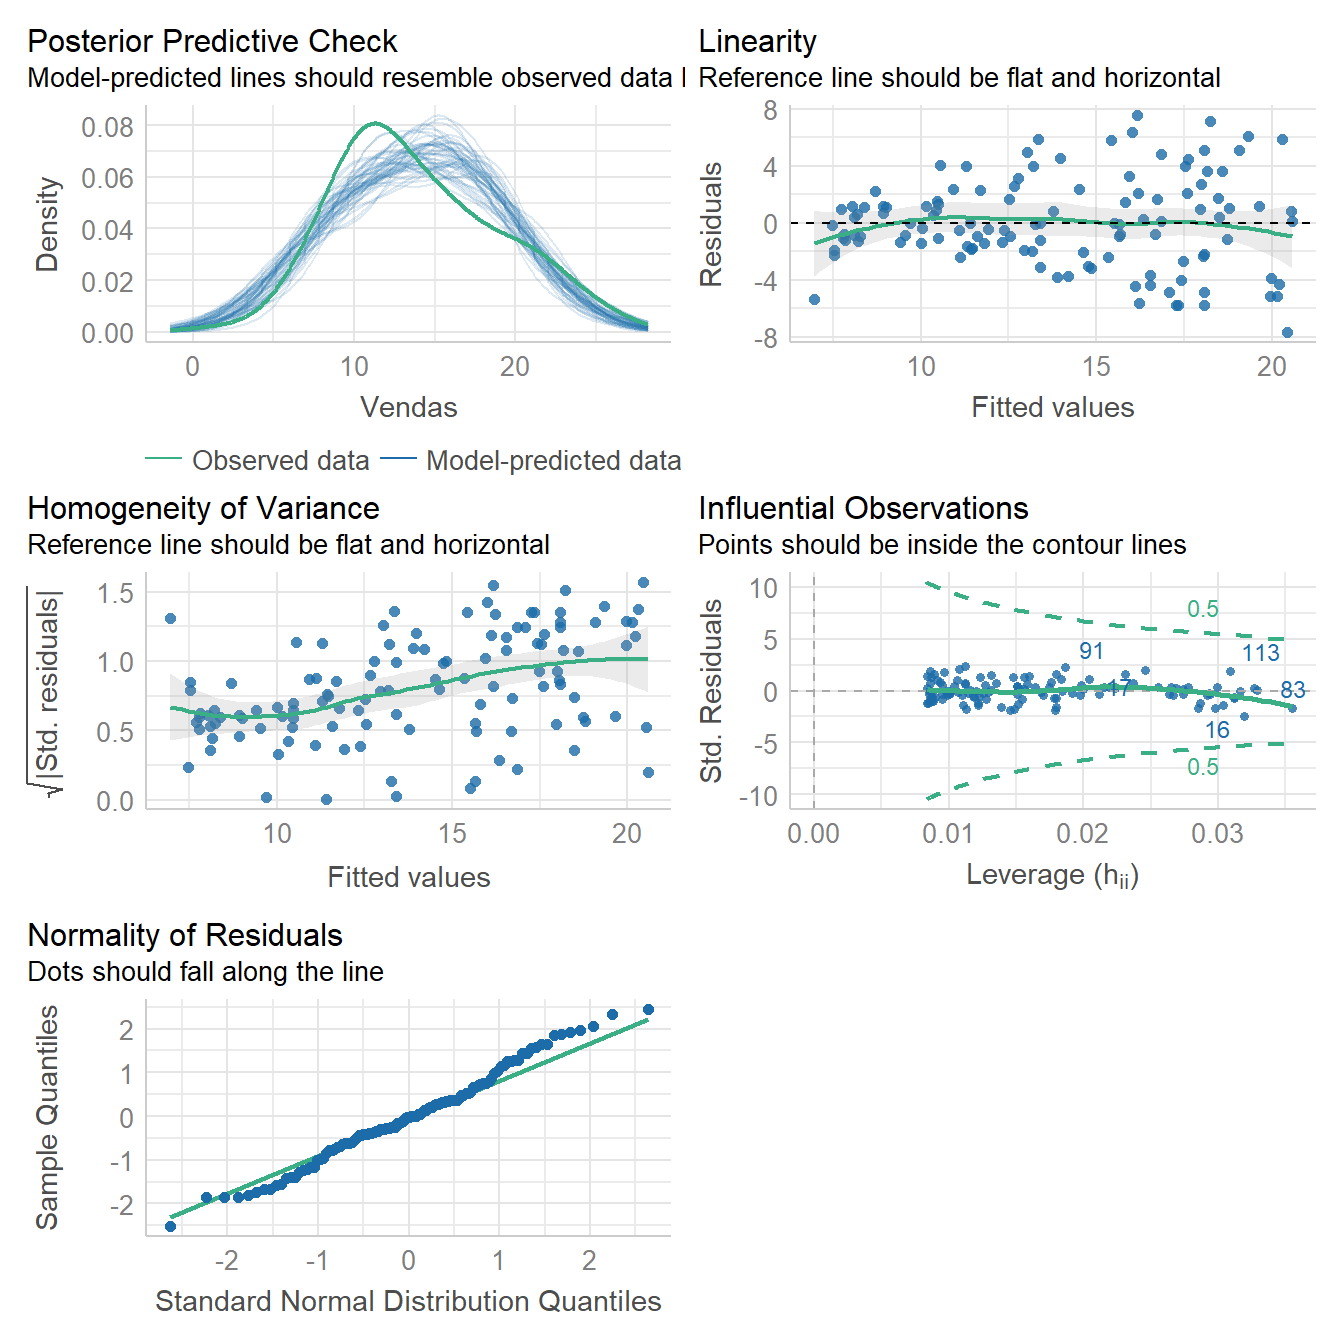 Posterior Predictive Check
Model-predicted lines should resemble observed data l
Density
0.08
0.06
0.04
0.02
0.00
0 10 20
Vendas
Observed data Model-predicted data
Linearity
Reference line should be flat and horizontal
Residuals
8
4
0
-4
-8
10 15 20
Fitted values
Homogeneity of Variance
Reference line should be flat and horizontal
√|Std. residuals|
1.5
1.0
0.5
0.0
10 15 20
Fitted values
Influential Observations
Points should be inside the contour lines
Std. Residuals
10
5
0
-5
-10
0.5
91
113
17
83
16
0.5
0.00 0.01 0.02 0.03
Leverage (hii)
Normality of Residuals
Dots should fall along the line
Sample Quantiles
2
1
0
-1
-2
-2 -1 0 1 2
Standard Normal Distribution Quantiles